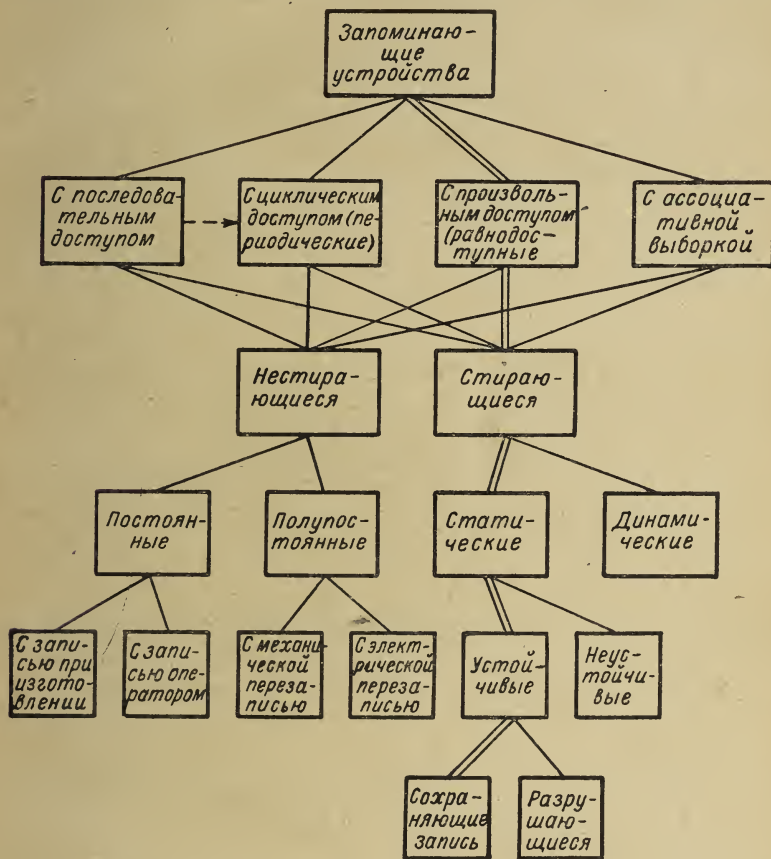 Запоминаю-
щие
устройства
С последова-
тельным
доступом
С циклическим
доступом (пе-
риодические)
С произволь-
ным доступом
(равнодос-
тупные
С ассоциа-
тивной
выборкой
Нестира-
ющиеся
Стираю-
щиеся
Постоян-
ные
Полупос-
тоянные
Стати-
ческие
Динами-
ческие
С запи-
сью при
изгото-
влении
С запи-
сью опе-
ратором
С механи-
ческой
переза-
писью
С элект-
рической
переза-
писью
Устой-
чивые
Неус-
тойчи-
вые
Сохра-
няющие
запись
Разру-
шаю-
щиеся